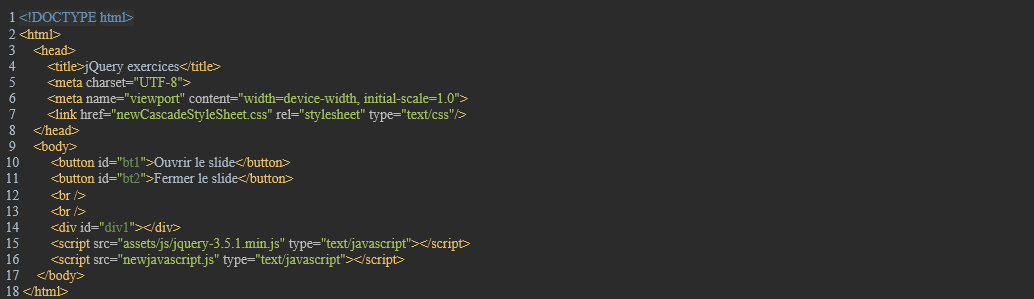 1 <!DOCTYPE html>
2 <html>
3 <head>
4 <title>jQuery exercices</title>
5 <meta charset="UTF-8">
6 <meta name="viewport" content="width=device-width, initial-scale=1.0">
7 <link href="newCascadeStyleSheet.css" rel="stylesheet" type="text/css"/>
8 </head>
9 <body>
10 <button id="bt1">Ouvrir le slide</button>
11 <button id="bt2">Fermer le slide</button>
12 <br />
13 <br />
14 <div id="div1"></div>
15 <script src="assets/js/jquery-3.5.1.min.js" type="text/javascript"></script>
16 <script src="newjavascript.js" type="text/javascript"></script>
17 </body>
18 </html>